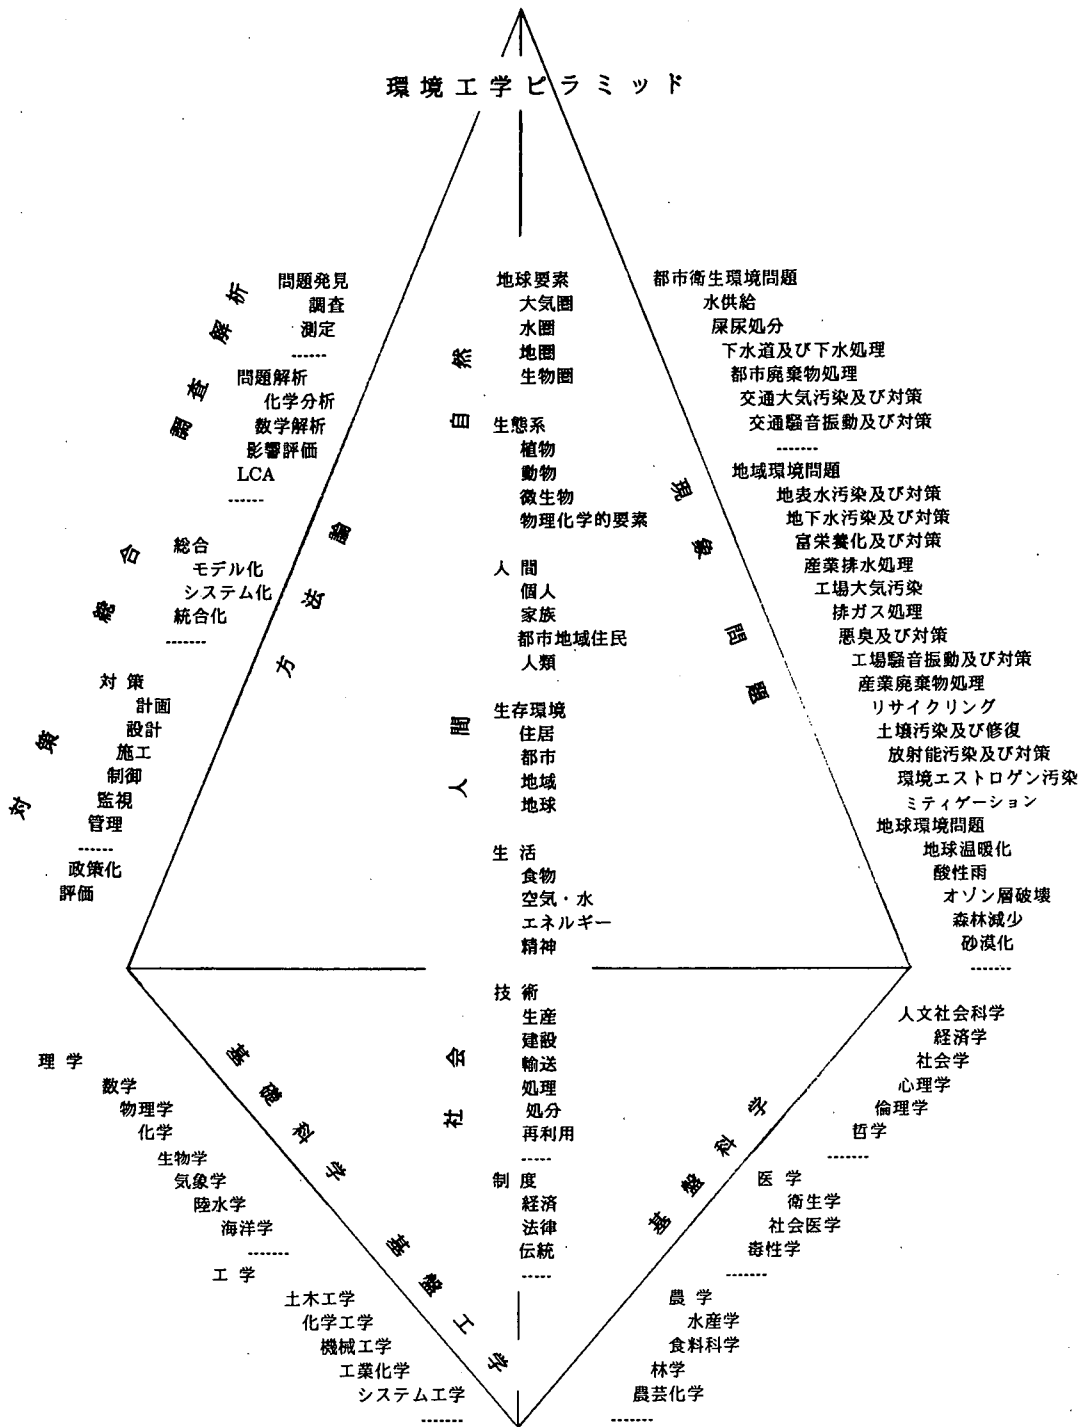 環境工学ピラミッド
調査解析
問題発見
調査
測定
------
問題解析
化学分析
数学解析
影響評価
LCA
------
総合
総合
モデル化
システム化
統合化
-------
対策
対 策
計画
設計
施工
制御
監視
管理
------
政策化
評価
方法論
自然
地球要素
大気圏
水圏
地圏
生物圏
生態系
植物
動物
微生物
物理化学的要素
人間
人 間
個人
家族
都市地域住民
人類
生存環境
住居
都市
地域
地球
生 活
食物
空気・水
エネルギー
精神
社会
技 術
生産
建設
輸送
処理
処分
再利用
-----
制 度
経済
法律
伝統
-----
現象問題
都市衛生環境問題
水供給
屎尿処分
下水道及び下水処理
都市廃棄物処理
交通大気汚染及び対策
交通騒音振動及び対策
-------
地域環境問題
地表水汚染及び対策
地下水汚染及び対策
富栄養化及び対策
産業排水処理
工場大気汚染
排ガス処理
悪臭及び対策
工場騒音振動及び対策
産業廃棄物処理
リサイクリング
土壌汚染及び修復
放射能汚染及び対策
環境エストロゲン汚染
ミティゲーション
地球環境問題
地球温暖化
酸性雨
オゾン層破壊
森林減少
砂漠化
-------
基礎科学
基盤工学
理 学
数学
物理学
化学
生物学
気象学
陸水学
海洋学
-------
工 学
土木工学
化学工学
機械工学
工業化学
システム工学
-------
基盤科学
人文社会科学
経済学
社会学
心理学
倫理学
哲学
-------
医 学
衛生学
社会医学
毒性学
-------
農 学
水産学
食料科学
林学
農芸化学
-------